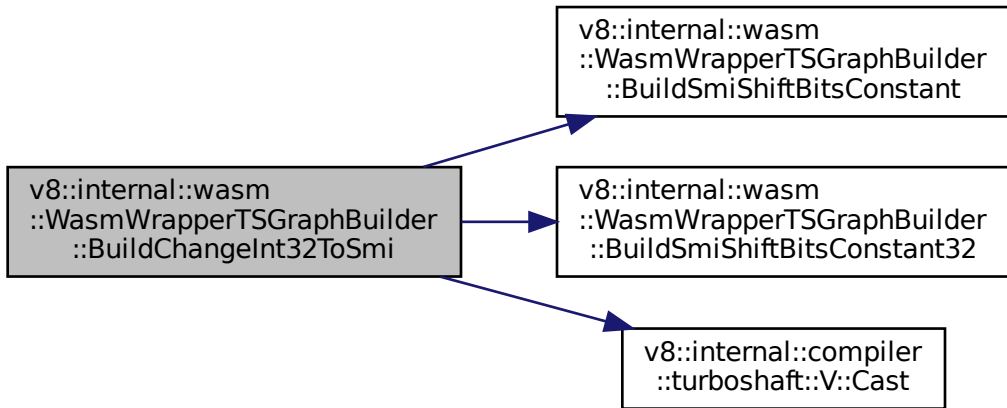 v8::internal::wasm
::WasmWrapperTSGraphBuilder
::BuildSmiShiftBitsConstant
v8::internal::wasm
::WasmWrapperTSGraphBuilder
::BuildChangeInt32ToSmi
v8::internal::wasm
::WasmWrapperTSGraphBuilder
::BuildSmiShiftBitsConstant32
v8::internal::compiler
::turboshaft::V::Cast